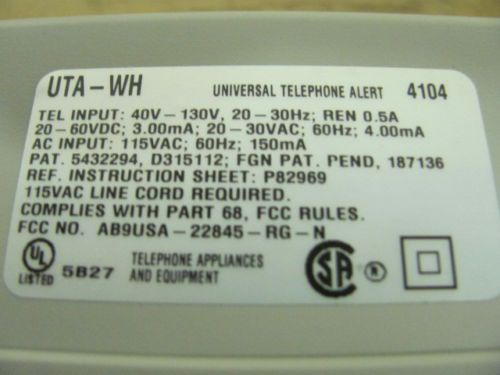 UTA-WH UNIVERSAL TELEPHONE ALERT 4104
TEL INPUT: 40V-130V, 20-30Hz; REN 0.5A
20-60VDC; 3.00mA; 20-30VAC; 60Hz; 4.00mA
AC INPUT: 115VAC; 60Hz; 150mA
PAT. 5432294, D315112; FGN PAT. PEND, 187136
REF. INSTRUCTION SHEET: P82969
115VAC LINE CORD REQUIRED.
COMPLIES WITH PART 68, FCC RULES.
FCC NO. AB9USA-22845-RG-N
UL
LISTED 5B27 TELEPHONE APPLIANCES
AND EQUIPMENT
SA ®